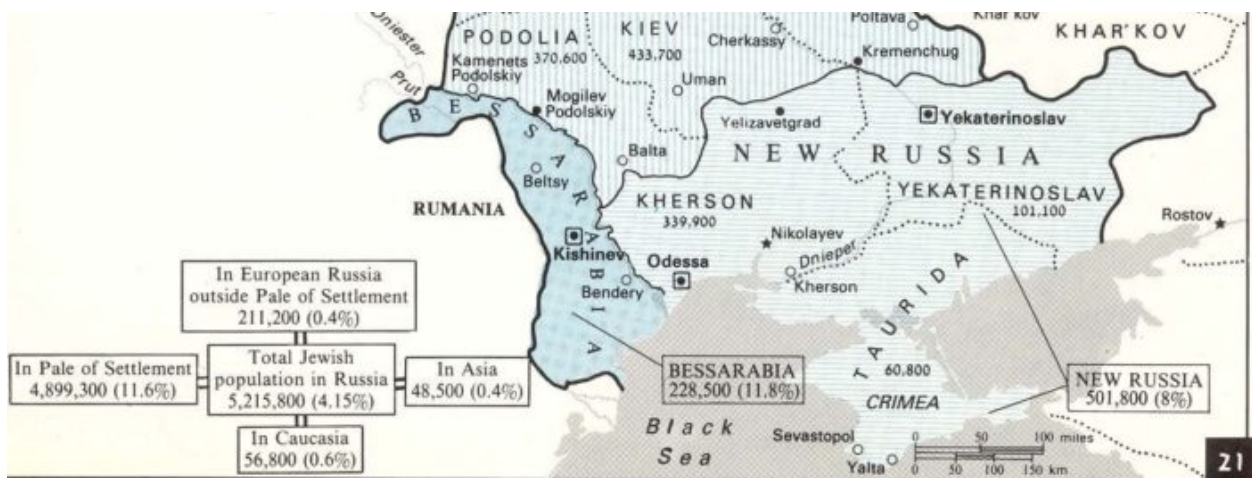 Dniester
Prut
PODOLIA
370,600
Kamenets
Podolskiy
Mogilev
Podolskiy
KIEV
433,700
Cherkassy
Uman
Poltava
Kremenchug
Khar'kov
KHAR'KOV
BESSARABIA
Beltsy
Balta
Yelizavetgrad
Yekaterinoslav
NEW RUSSIA
RUMANIA
KHERSON
339,900
YEKATERINOSLAV
101,100
Rostov
Kishinev
Odessa
Nikolayev
Dnieper
Kherson
Bendery
TAURIDA
60,800
In European Russia
outside Pale of Settlement
211,200 (0.4%)
In Pale of Settlement
4,899,300 (11.6%)
Total Jewish
population in Russia
5,215,800 (4.15%)
In Asia
48,500 (0.4%)
In Caucasia
56,800 (0.6%)
BESSARABIA
228,500 (11.8%)
NEW RUSSIA
501,800 (8%)
CRIMEA
Black
Sea
Sevastopol
Yalta
0 50 100 miles
0 50 100 150 km
21